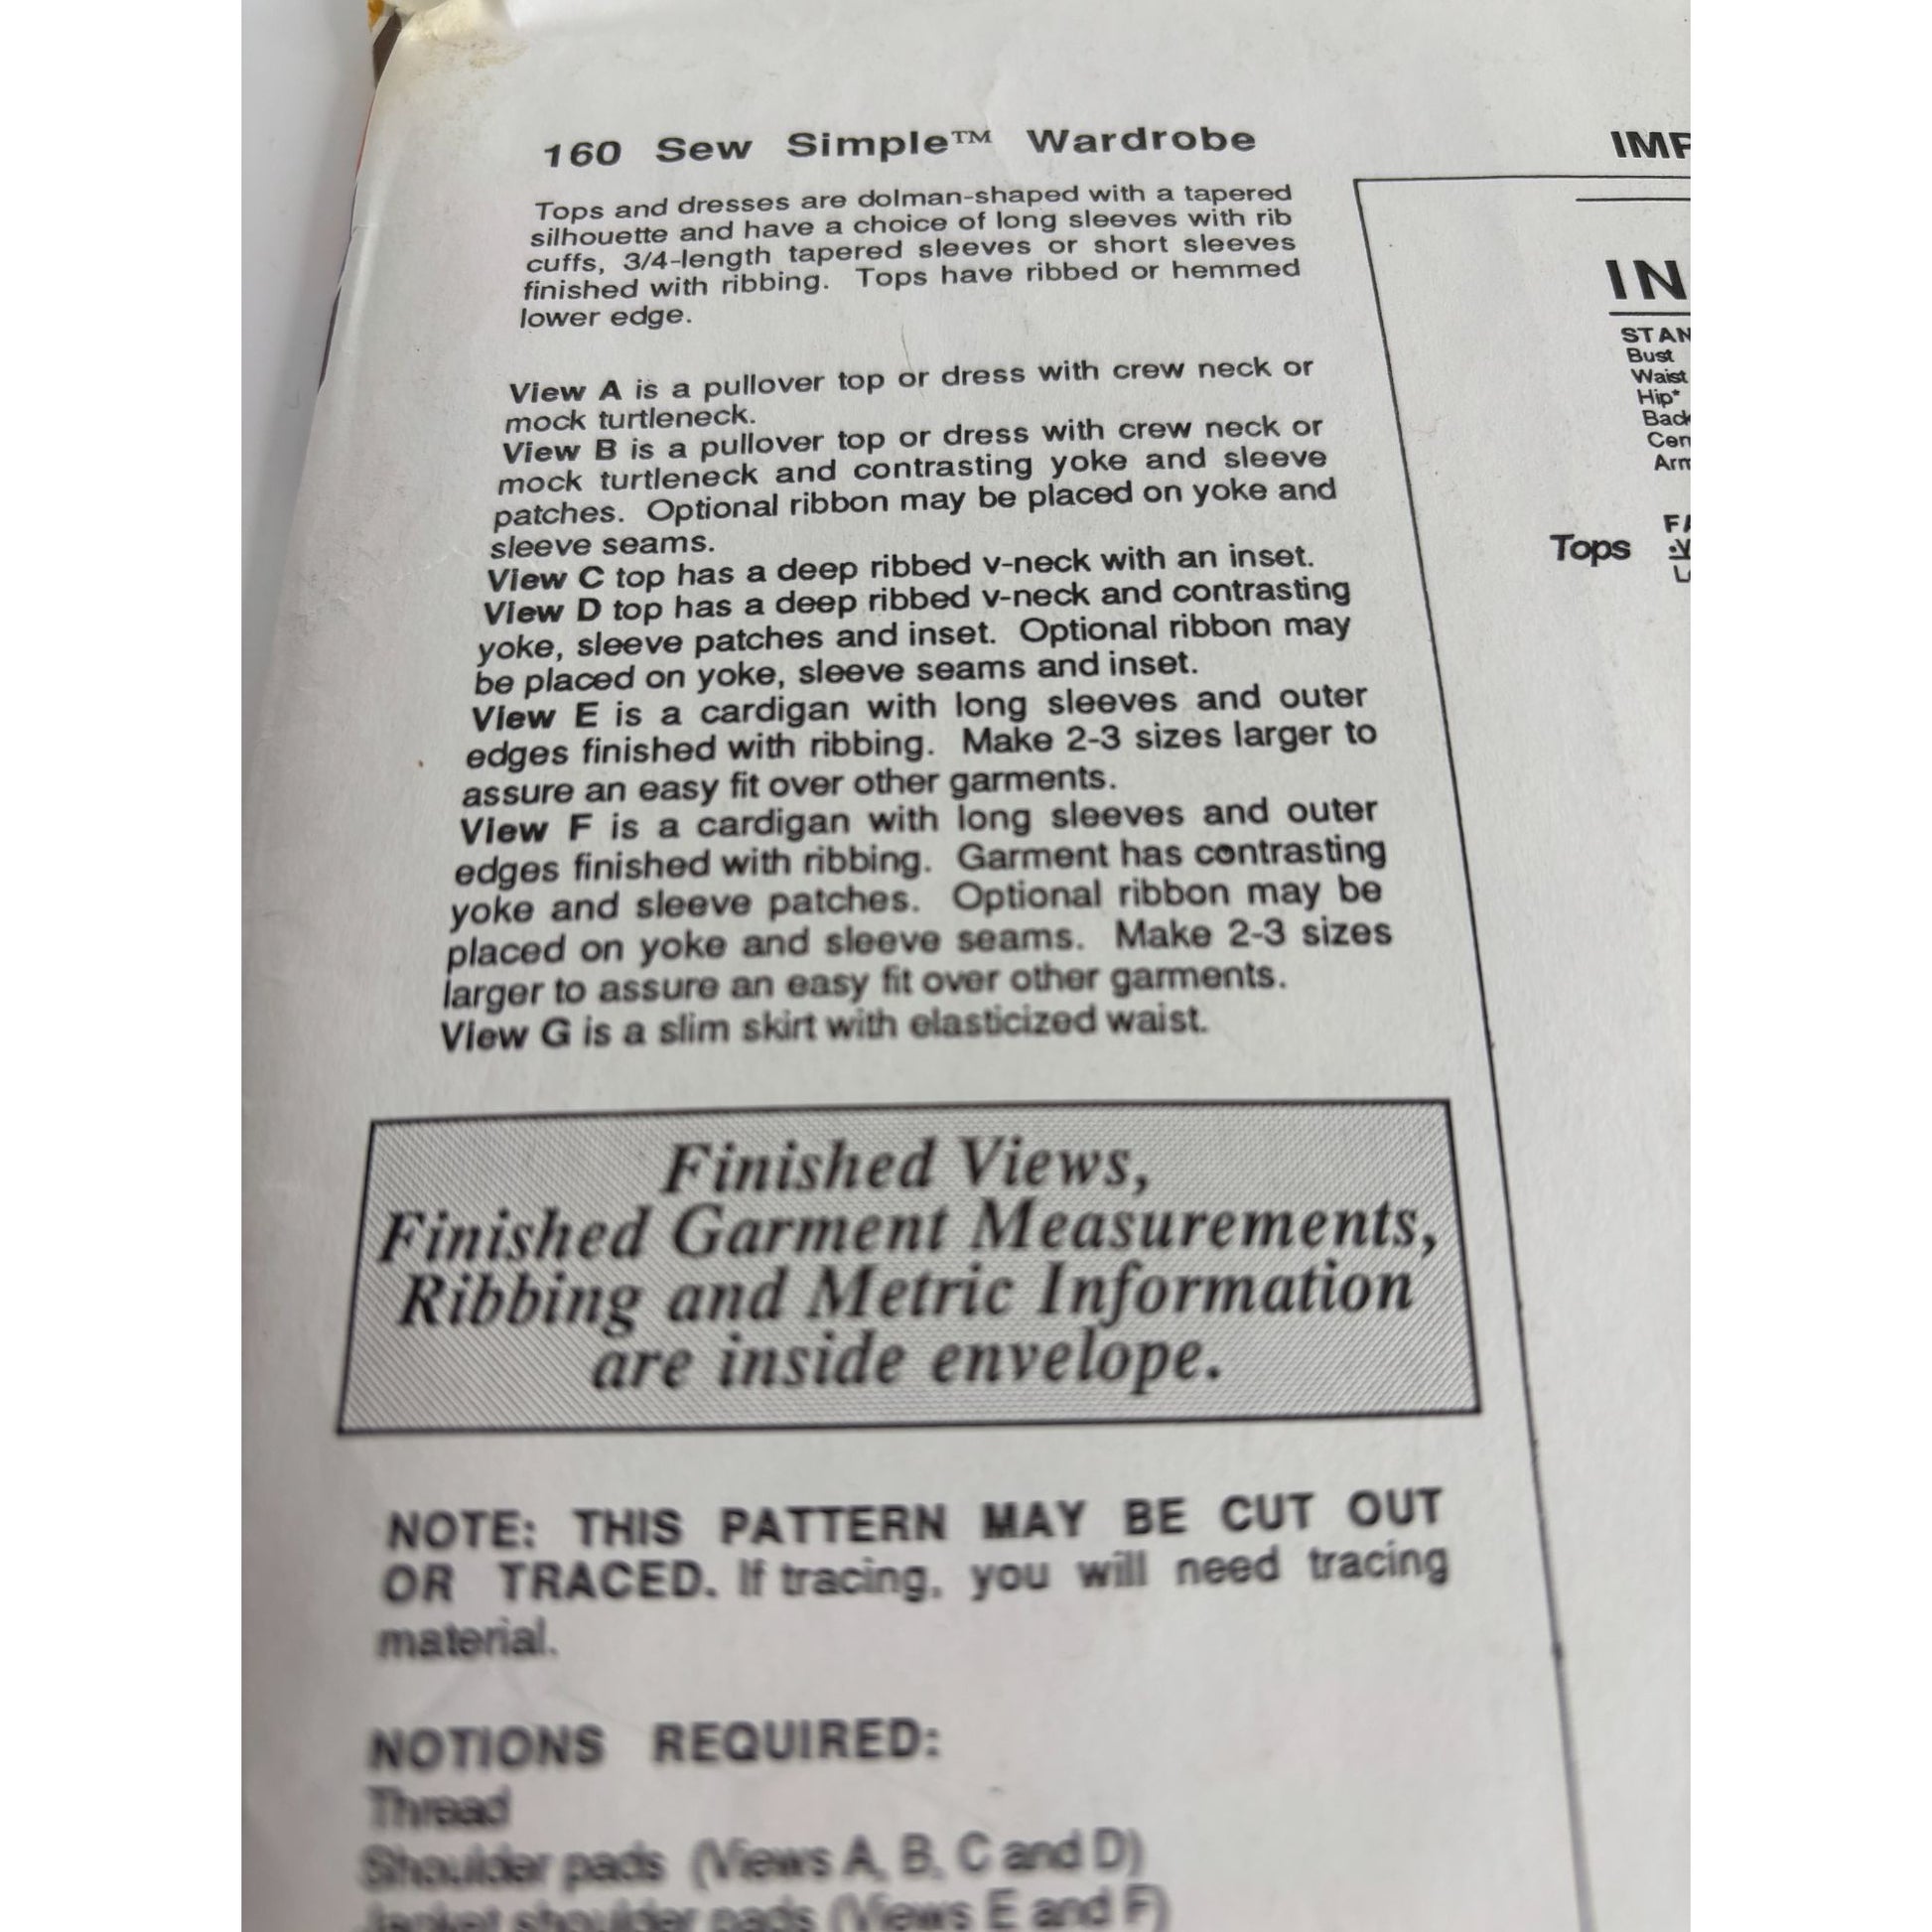 160 Sew Simple™ Wardrobe
Tops and dresses are dolman-shaped with a tapered
silhouette and have a choice of long sleeves with rib
cuffs, 3/4-length tapered sleeves or short sleeves
finished with ribbing. Tops have ribbed or hemmed
lower edge.
View A is a pullover top or dress with crew neck or
mock turtleneck.
View B is a pullover top or dress with crew neck or
mock turtleneck and contrasting yoke and sleeve
patches. Optional ribbon may be placed on yoke and
sleeve seams.
View C top has a deep ribbed v-neck with an inset.
View D top has a deep ribbed v-neck and contrasting
yoke, sleeve patches and inset. Optional ribbon may
be placed on yoke, sleeve seams and inset.
View E is a cardigan with long sleeves and outer
edges finished with ribbing. Make 2-3 sizes larger to
assure an easy fit over other garments.
View F is a cardigan with long sleeves and outer
edges finished with ribbing. Garment has contrasting
yoke and sleeve patches. Optional ribbon may be
placed on yoke and sleeve seams. Make 2-3 sizes
larger to assure an easy fit over other garments.
View G is a slim skirt with elasticized waist.
Finished Views,
Finished Garment Measurements,
Ribbing and Metric Information
are inside envelope.
NOTE: THIS PATTERN MAY BE CUT OUT
OR TRACED. If tracing, you will need tracing
material.
NOTIONS REQUIRED:
Thread
Shoulder pads (Views A, B, C and D)
Jacket shoulder pads (Views E and F)
IN
STAN
Bust
Waist
Hip*
Back
Cen
Arm
Tops